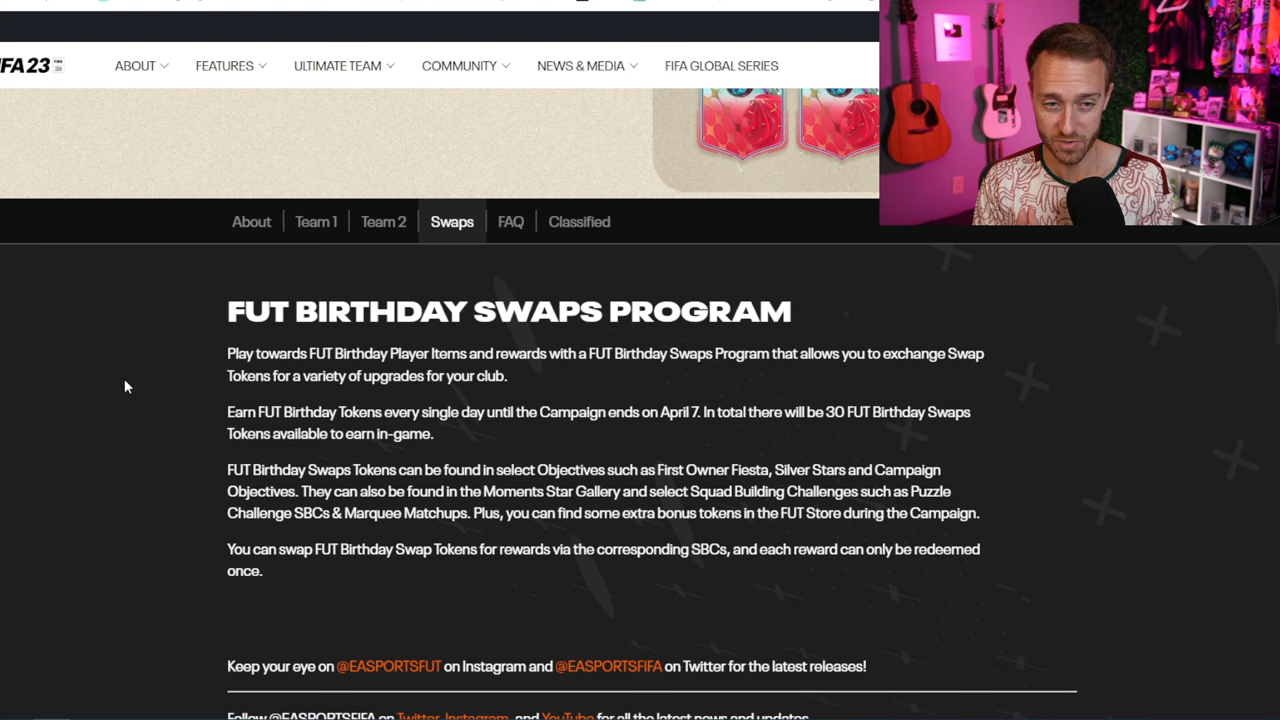 FA 23
ABOUT
FEATURES
ULTIMATE TEAM
COMMUNITY
NEWS & MEDIA
FIFA GLOBAL SERIES
About
Team 1
Team 2
Swaps
FAQ
Classified
FUT BIRTHDAY SWAPS PROGRAM
Play towards FUT Birthday Player Items and rewards with a FUT Birthday Swaps Program that allows you to exchange Swap
Tokens for a variety of upgrades for your club.
Earn FUT Birthday Tokens every single day until the Campaign ends on April 7. In total there will be 30 FUT Birthday Swaps
Tokens available to earn in-game.
FUT Birthday Swaps Tokens can be found in select Objectives such as First Owner Fiesta, Silver Stars and Campaign
Objectives. They can also be found in the Moments Star Gallery and select Squad Building Challenges such as Puzzle
Challenge SBCs & Marquee Matchups. Plus, you can find some extra bonus tokens in the FUT Store during the Campaign.
You can swap FUT Birthday Swap Tokens for rewards via the corresponding SBCs, and each reward can only be redeemed
once.
Keep your eye on @EASPORTSFUT on Instagram and @EASPORTSFIFA on Twitter for the latest releases!
Follow @EASPORTSFIFA on Twitter, Instagram, and YouTube for all the latest news and updates.